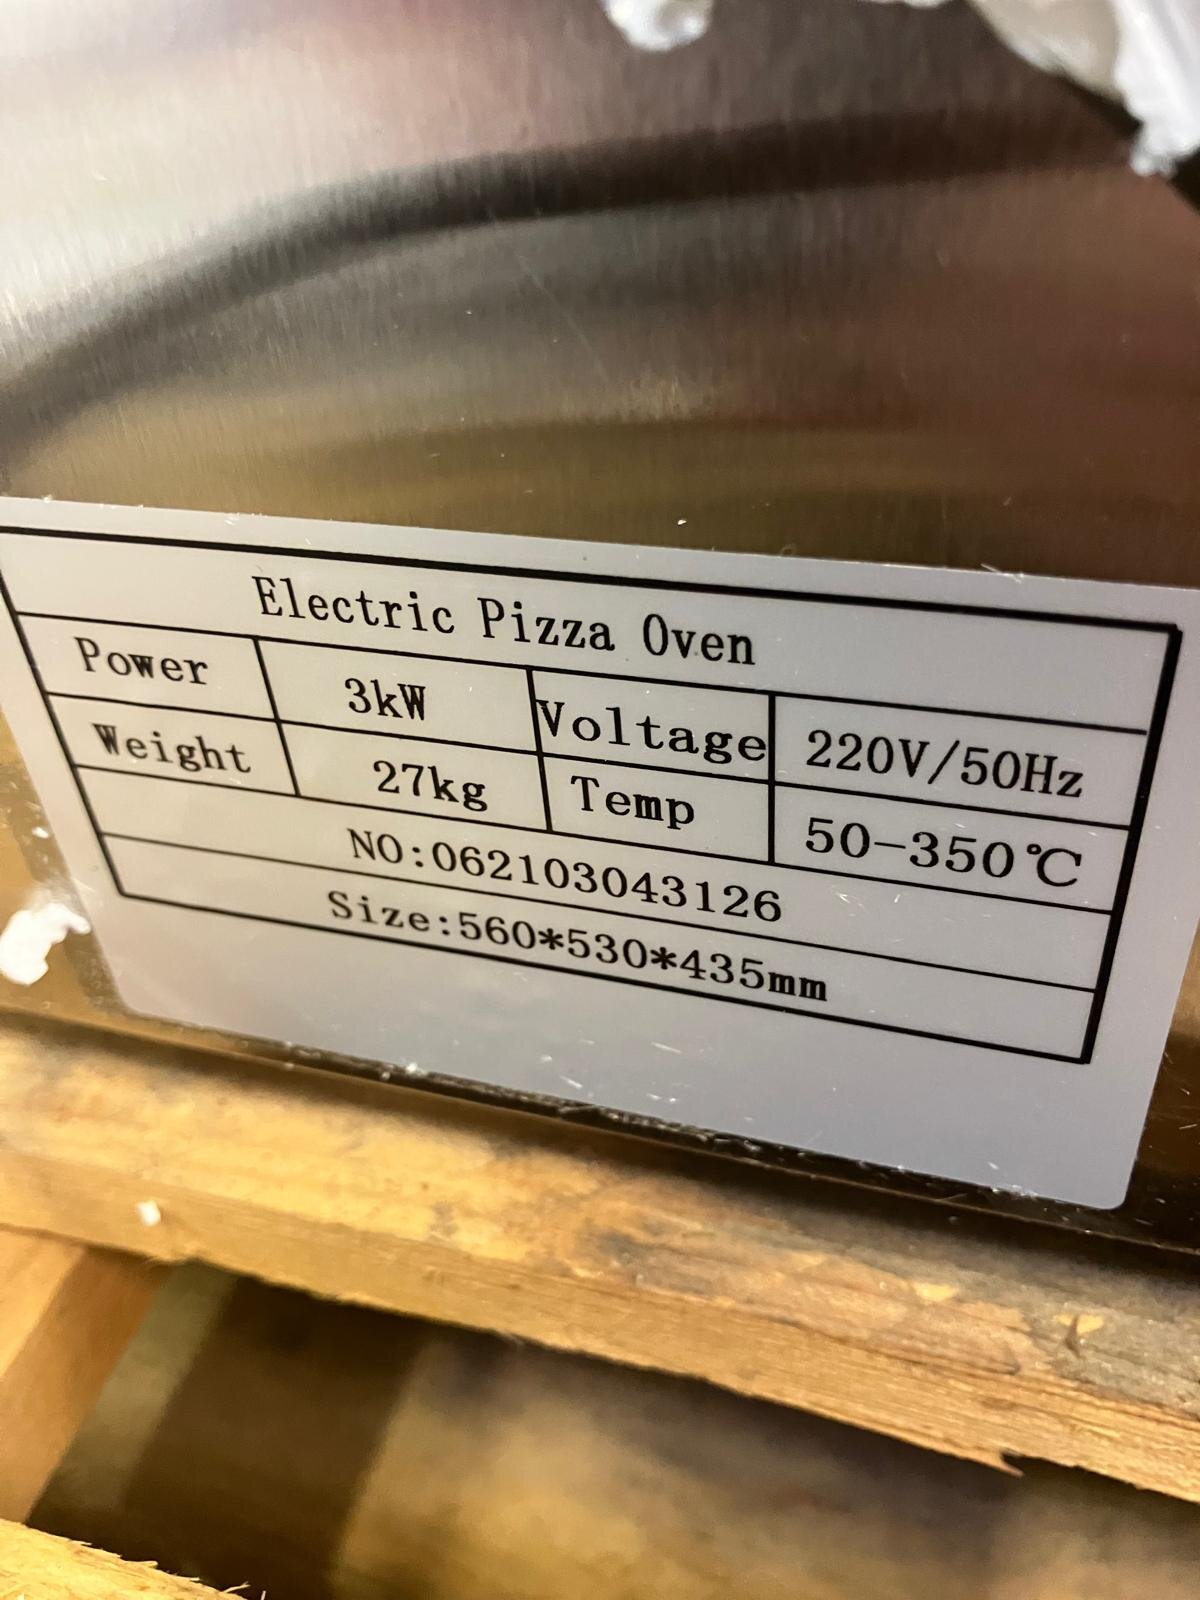 Electric Pizza Oven
Power 3kW Voltage 220V/50Hz
Weight 27kg Temp 50-350℃
NO:062103043126
Size:560*530*435mm